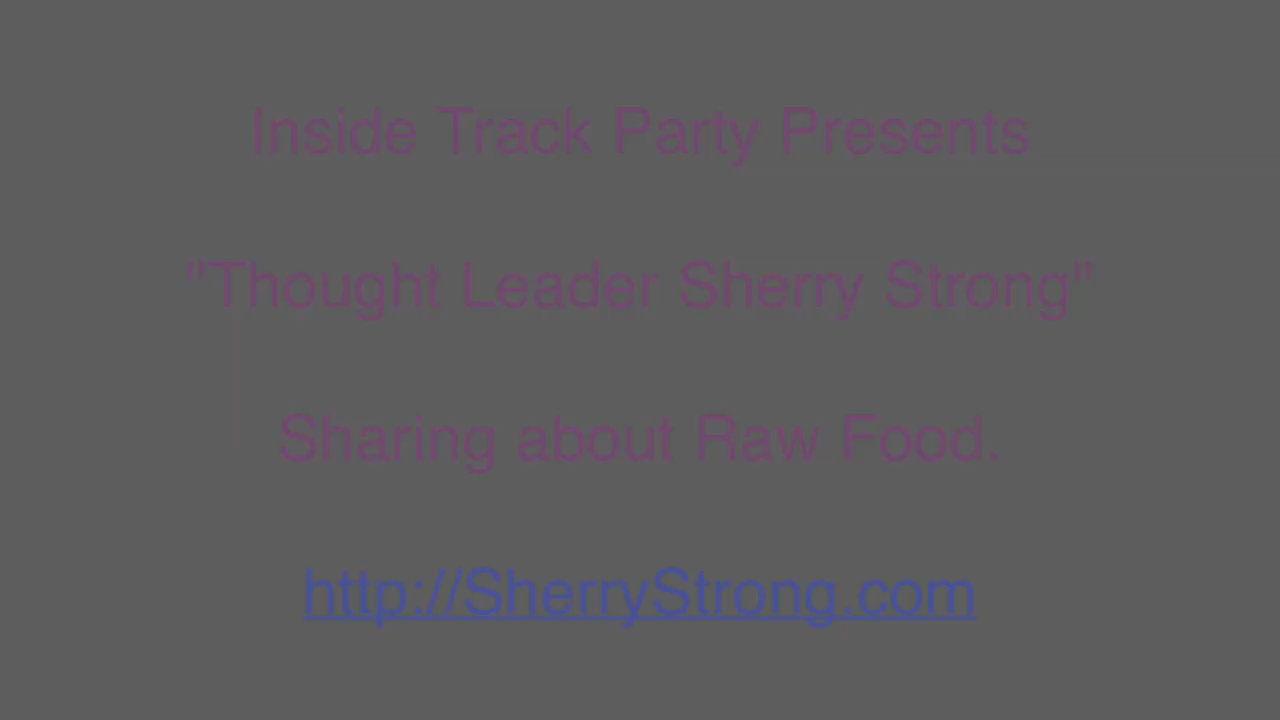 Inside Track Party Presents
"Thought Leader Sherry Strong"
Sharing about Raw Food.
http://SherryStrong.com